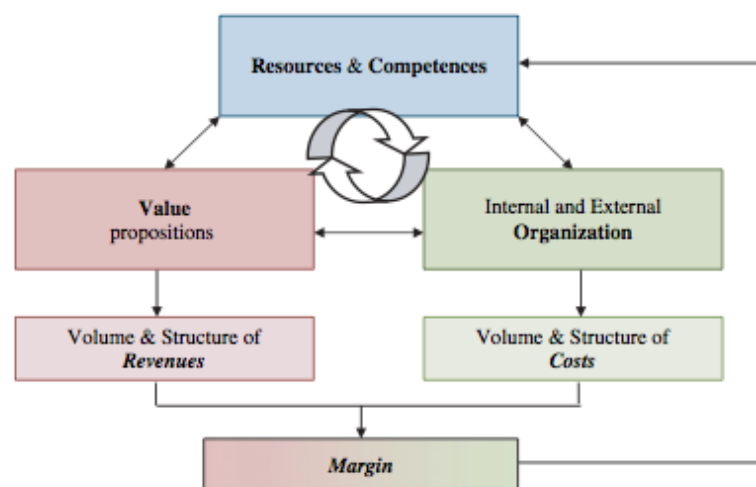 Resources & Competences
Value
propositions
Internal and External
Organization
Volume & Structure of
Revenues
Volume & Structure of
Costs
Margin